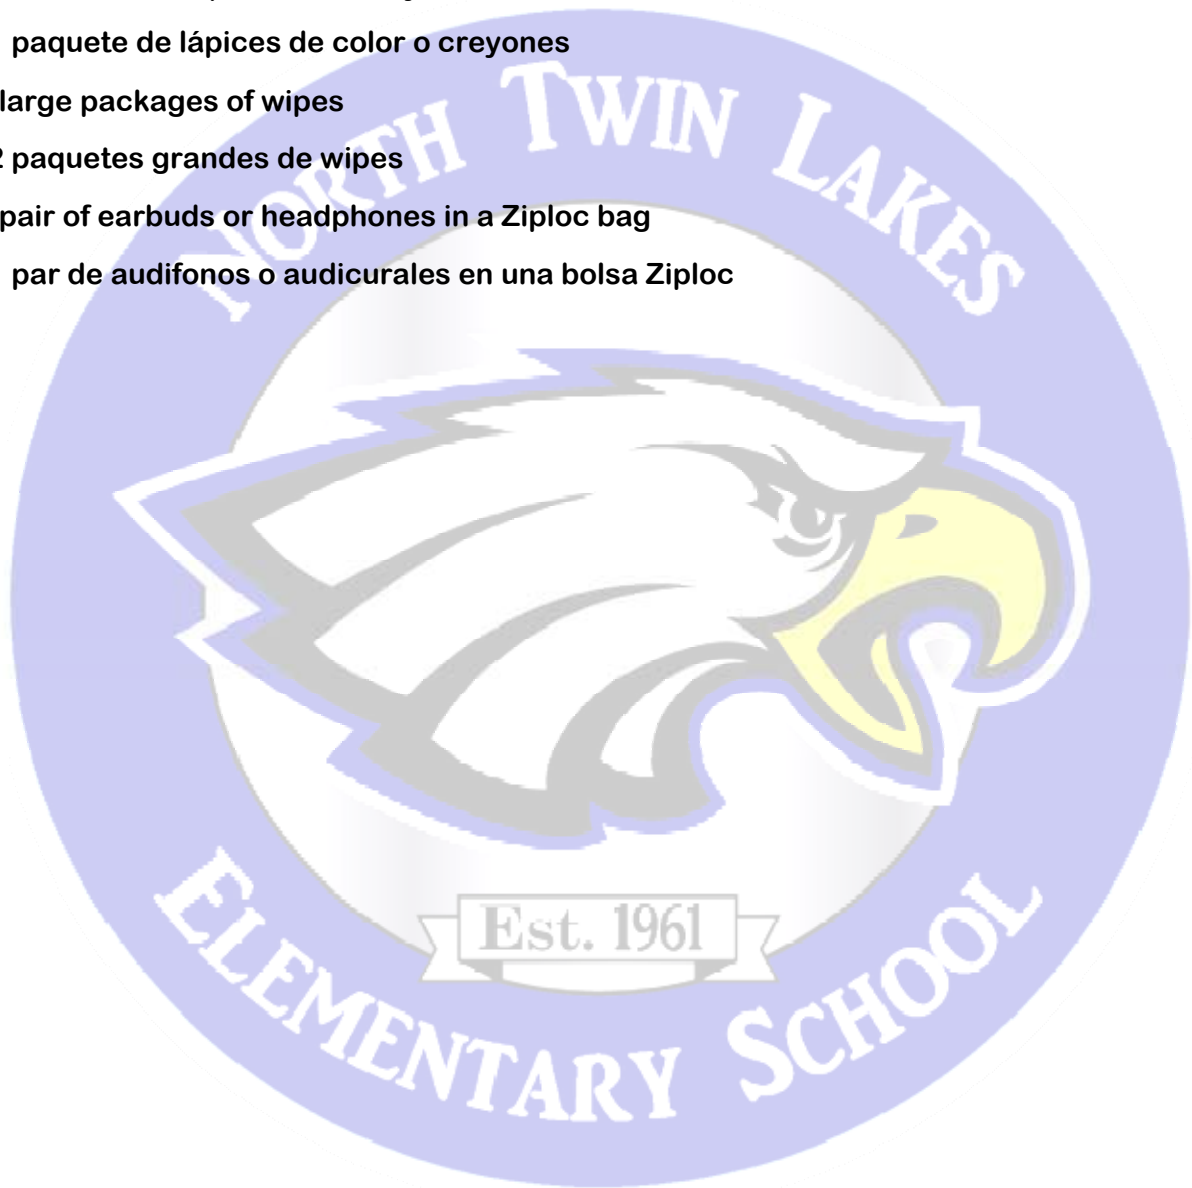 paquete de lápices de color o creyones
large packages of wipes
2 paquetes grandes de wipes
pair of earbuds or headphones in a Ziploc bag
par de audifonos o audicurales en una bolsa Ziploc
NORTH TWIN LAKES
Est. 1961
ELEMENTARY SCHOOL